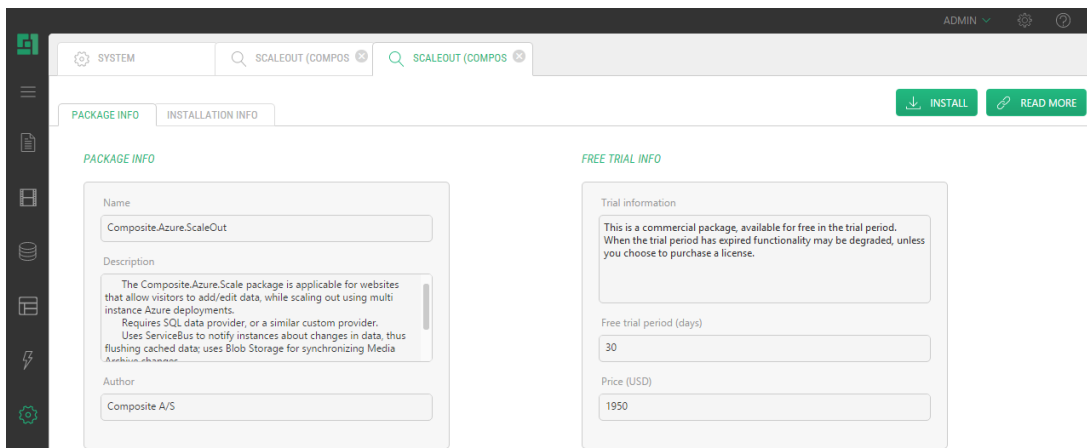 ADMIN
SYSTEM
SCALEOUT (COMPOS
SCALEOUT (COMPOS
INSTALL
READ MORE
PACKAGE INFO
INSTALLATION INFO
PACKAGE INFO
Name
Composite.Azure.ScaleOut
Description
The Composite.Azure.Scale package is applicable for websites
that allow visitors to add/edit data, while scaling out using multi
instance Azure deployments.
Requires SQL data provider, or a similar custom provider.
Uses ServiceBus to notify instances about changes in data, thus
flushing cached data; uses Blob Storage for synchronizing Media
Archive changes
Author
Composite A/S
FREE TRIAL INFO
Trial information
This is a commercial package, available for free in the trial period.
When the trial period has expired functionality may be degraded, unless
you choose to purchase a license.
Free trial period (days)
30
Price (USD)
1950